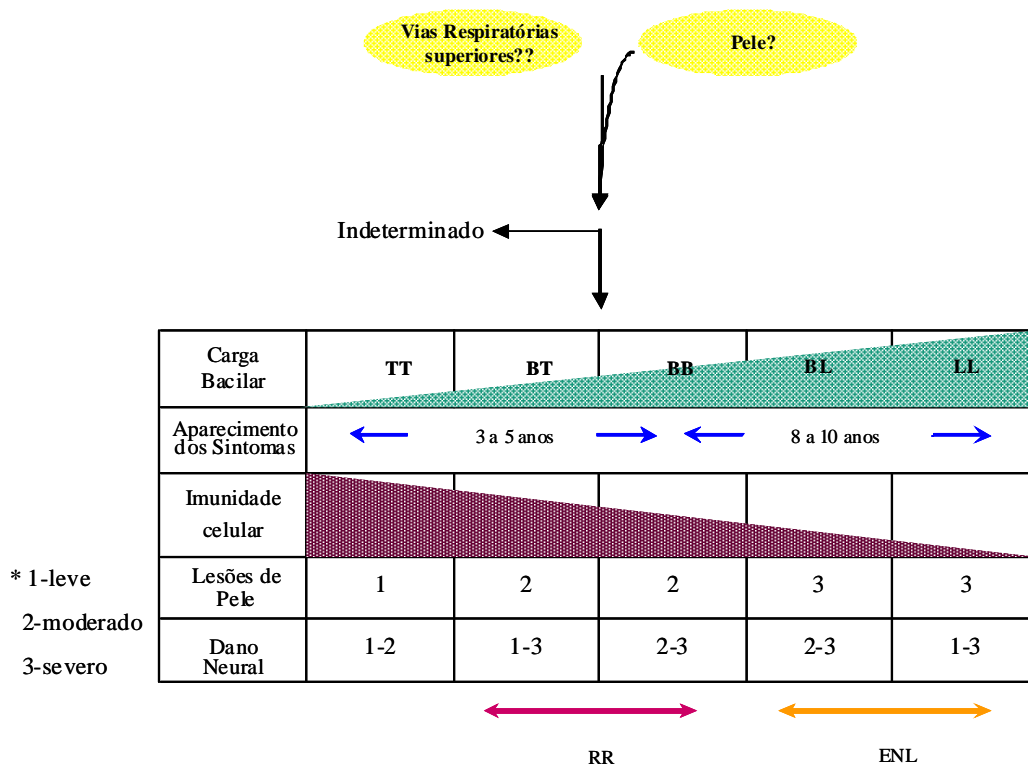 Vias Respiratórias
superiores??
Pele?
Indeterminado
Carga
Bacilar
TT
BT
BB
BL
LL
Aparecimento
dos Sintomas
3 a 5 anos
8 a 10 anos
Imunidade
celular
Lesões de
Pele
1
2
2
3
3
Dano
Neural
1-2
1-3
2-3
2-3
1-3
* 1-leve
2-moderado
3-severo
RR
ENL